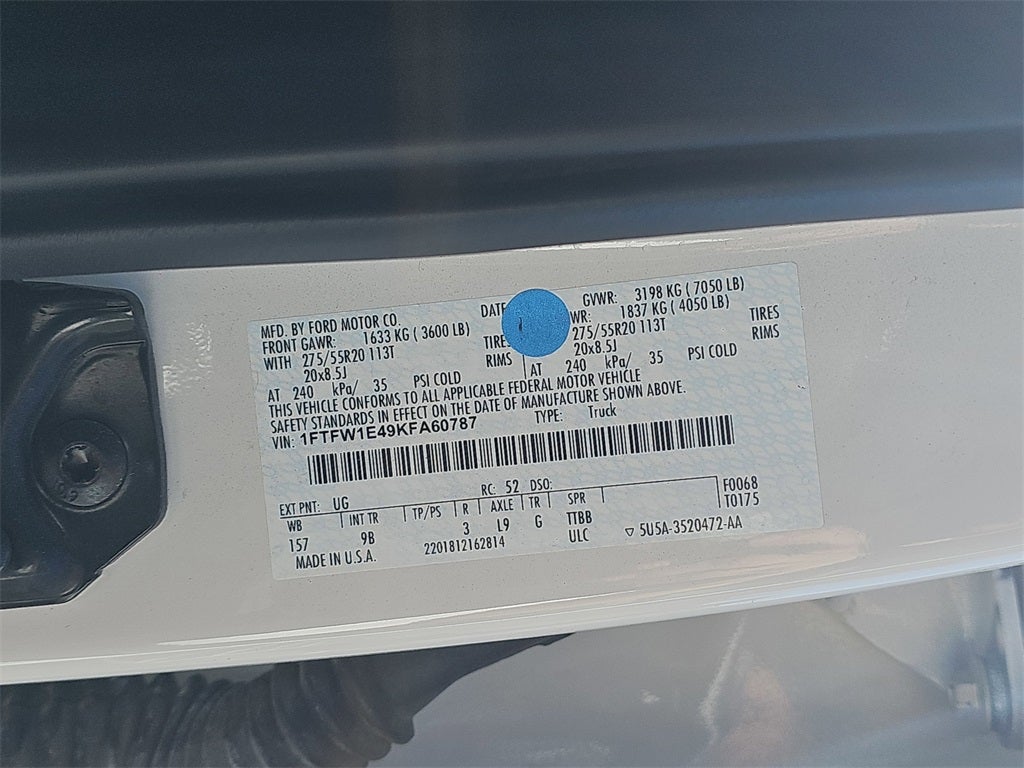 MFD. BY FORD MOTOR CO. DATE GVWR: 3198 KG ( 7050 LB)
FRONT GAWR: 1633 KG ( 3600 LB) WR: 1837 KG ( 4050 LB)
WITH 275/55R20 113T TIRES 275/55R20 113T TIRES
20x8.5J RIMS 20x8.5J RIMS
AT 240 kPa/ 35 PSI COLD AT 240 kPa/ 35 PSI COLD
THIS VEHICLE CONFORMS TO ALL APPLICABLE FEDERAL MOTOR VEHICLE
SAFETY STANDARDS IN EFFECT ON THE DATE OF MANUFACTURE SHOWN ABOVE.
VIN: 1FTFW1E49KFA60787 TYPE: Truck
F0068
T0175
EXT PNT: UG RC: 52 DSO:
WB INT TR TP/PS R AXLE TR SPR
157 9B 3 L9 G TTBB
ULC
MADE IN U.S.A. 2201812162814 5U5A-3520472-AA